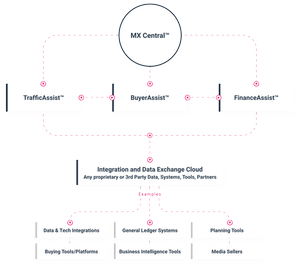 MX Central™
TrafficAssist™ BuyerAssist™ FinanceAssist™
Integration and Data Exchange Cloud
Any proprietary or 3rd Party Data, Systems, Tools, Partners
Examples
Data & Tech Integrations General Ledger Systems Planning Tools
Buying Tools/Platforms Business Intelligence Tools Media Sellers